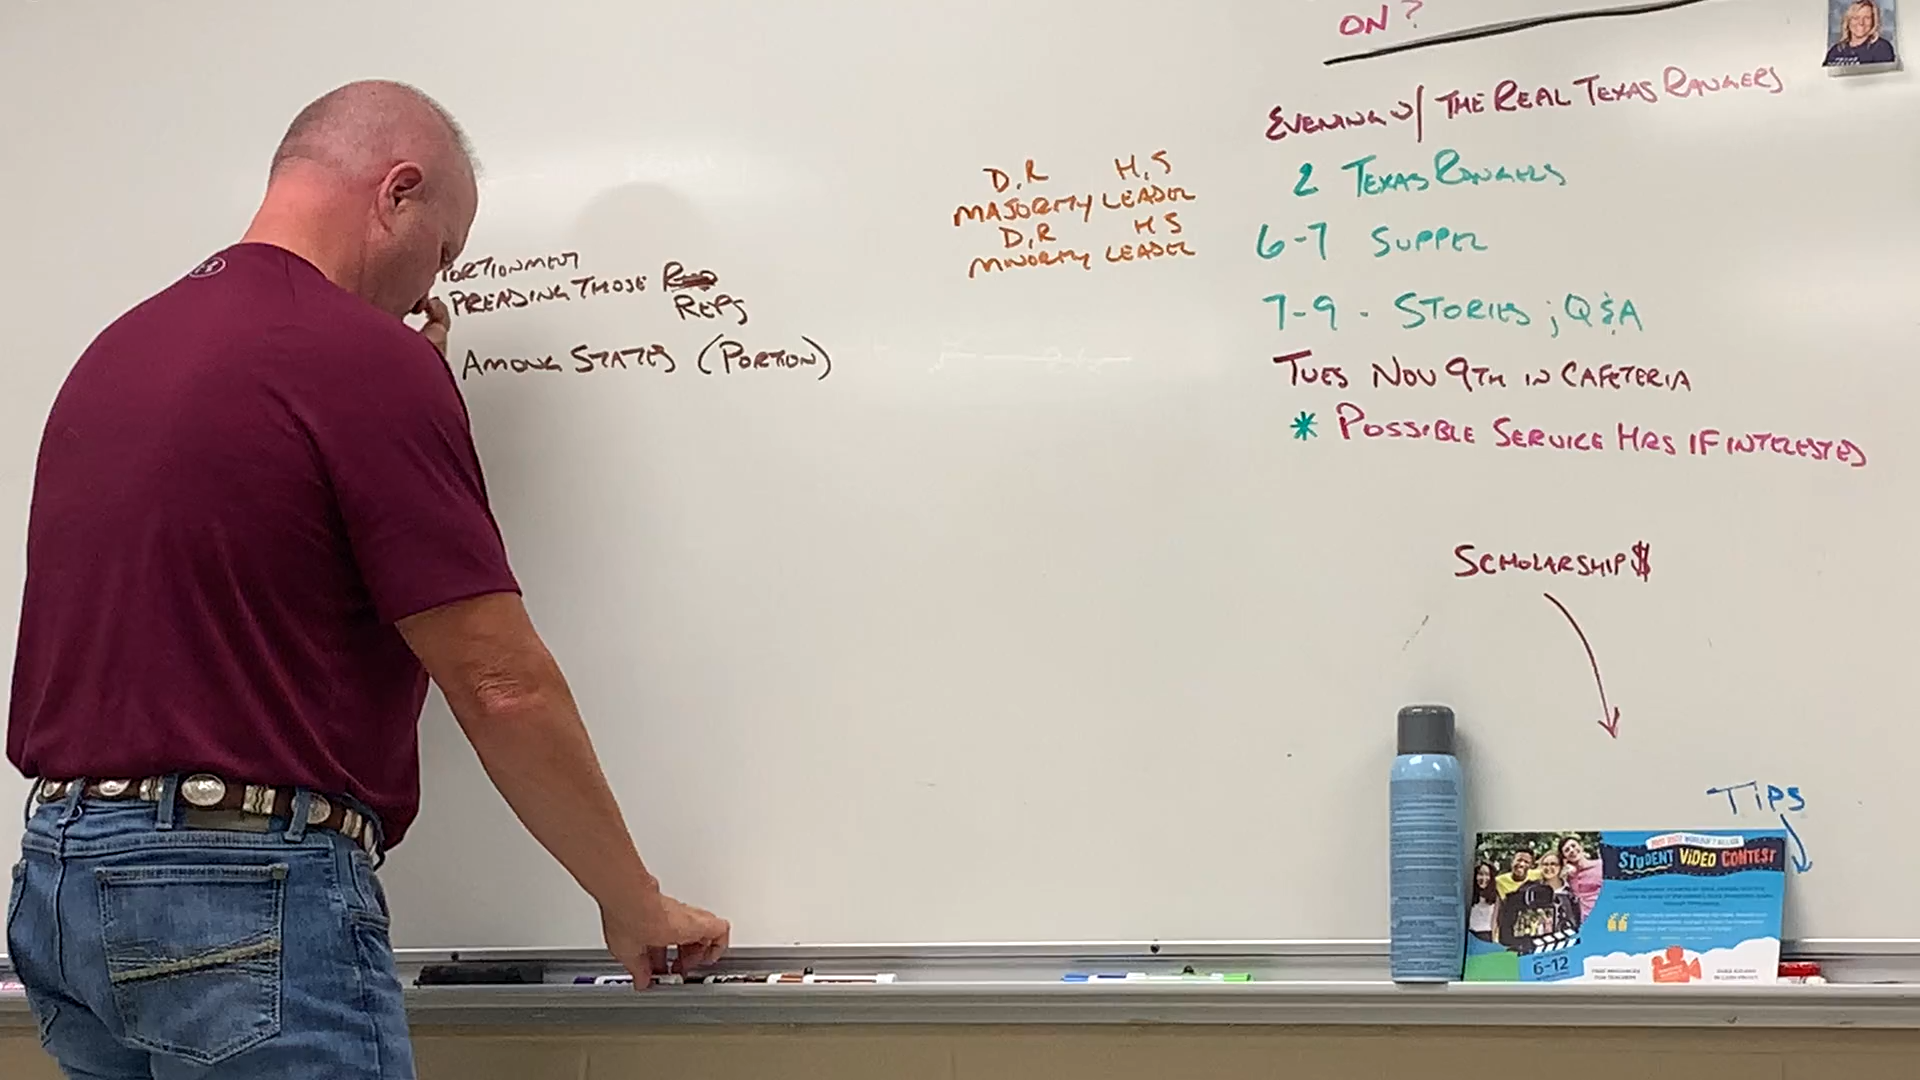 ON?
EVENING W/ THE REAL TEXAS RANGERS
2 TEXAS RANGERS
6-7 SUPPER
7-9 - STORIES; Q&A
TUES NOV 9TH IN CAFETERIA
* POSSIBLE SERVICE HRS IF INTERESTED
D,R H,S
MAJORITY LEADER
D,R H S
MINORITY LEADER
PORTIONMENT
PREADING THOSE
REPS
AMONG STATES (PORTION)
SCHOLARSHIP$
TIPS
STUDENT VIDEO CONTEST
6-12